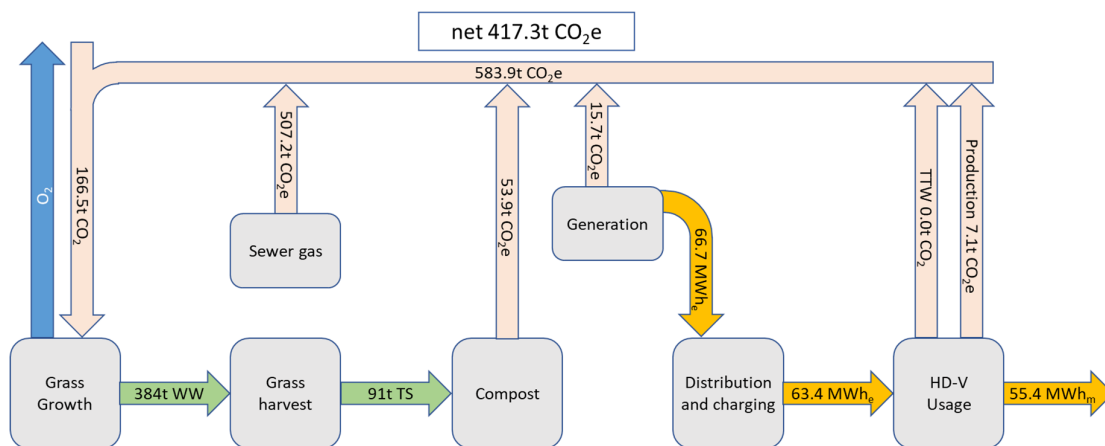 net 417.3t CO₂e
583.9t CO₂e
O₂
166.5t CO₂
507.2t CO₂e
53.9t CO₂e
15.7t CO₂e
TTW 0.0t CO₂
Production 7.1t CO₂e
Sewer gas
Generation
66.7 MWhₑ
Grass
Growth
384t WW
Grass
harvest
91t TS
Compost
Distribution
and charging
63.4 MWhₑ
HD-V
Usage
55.4 MWhₘ